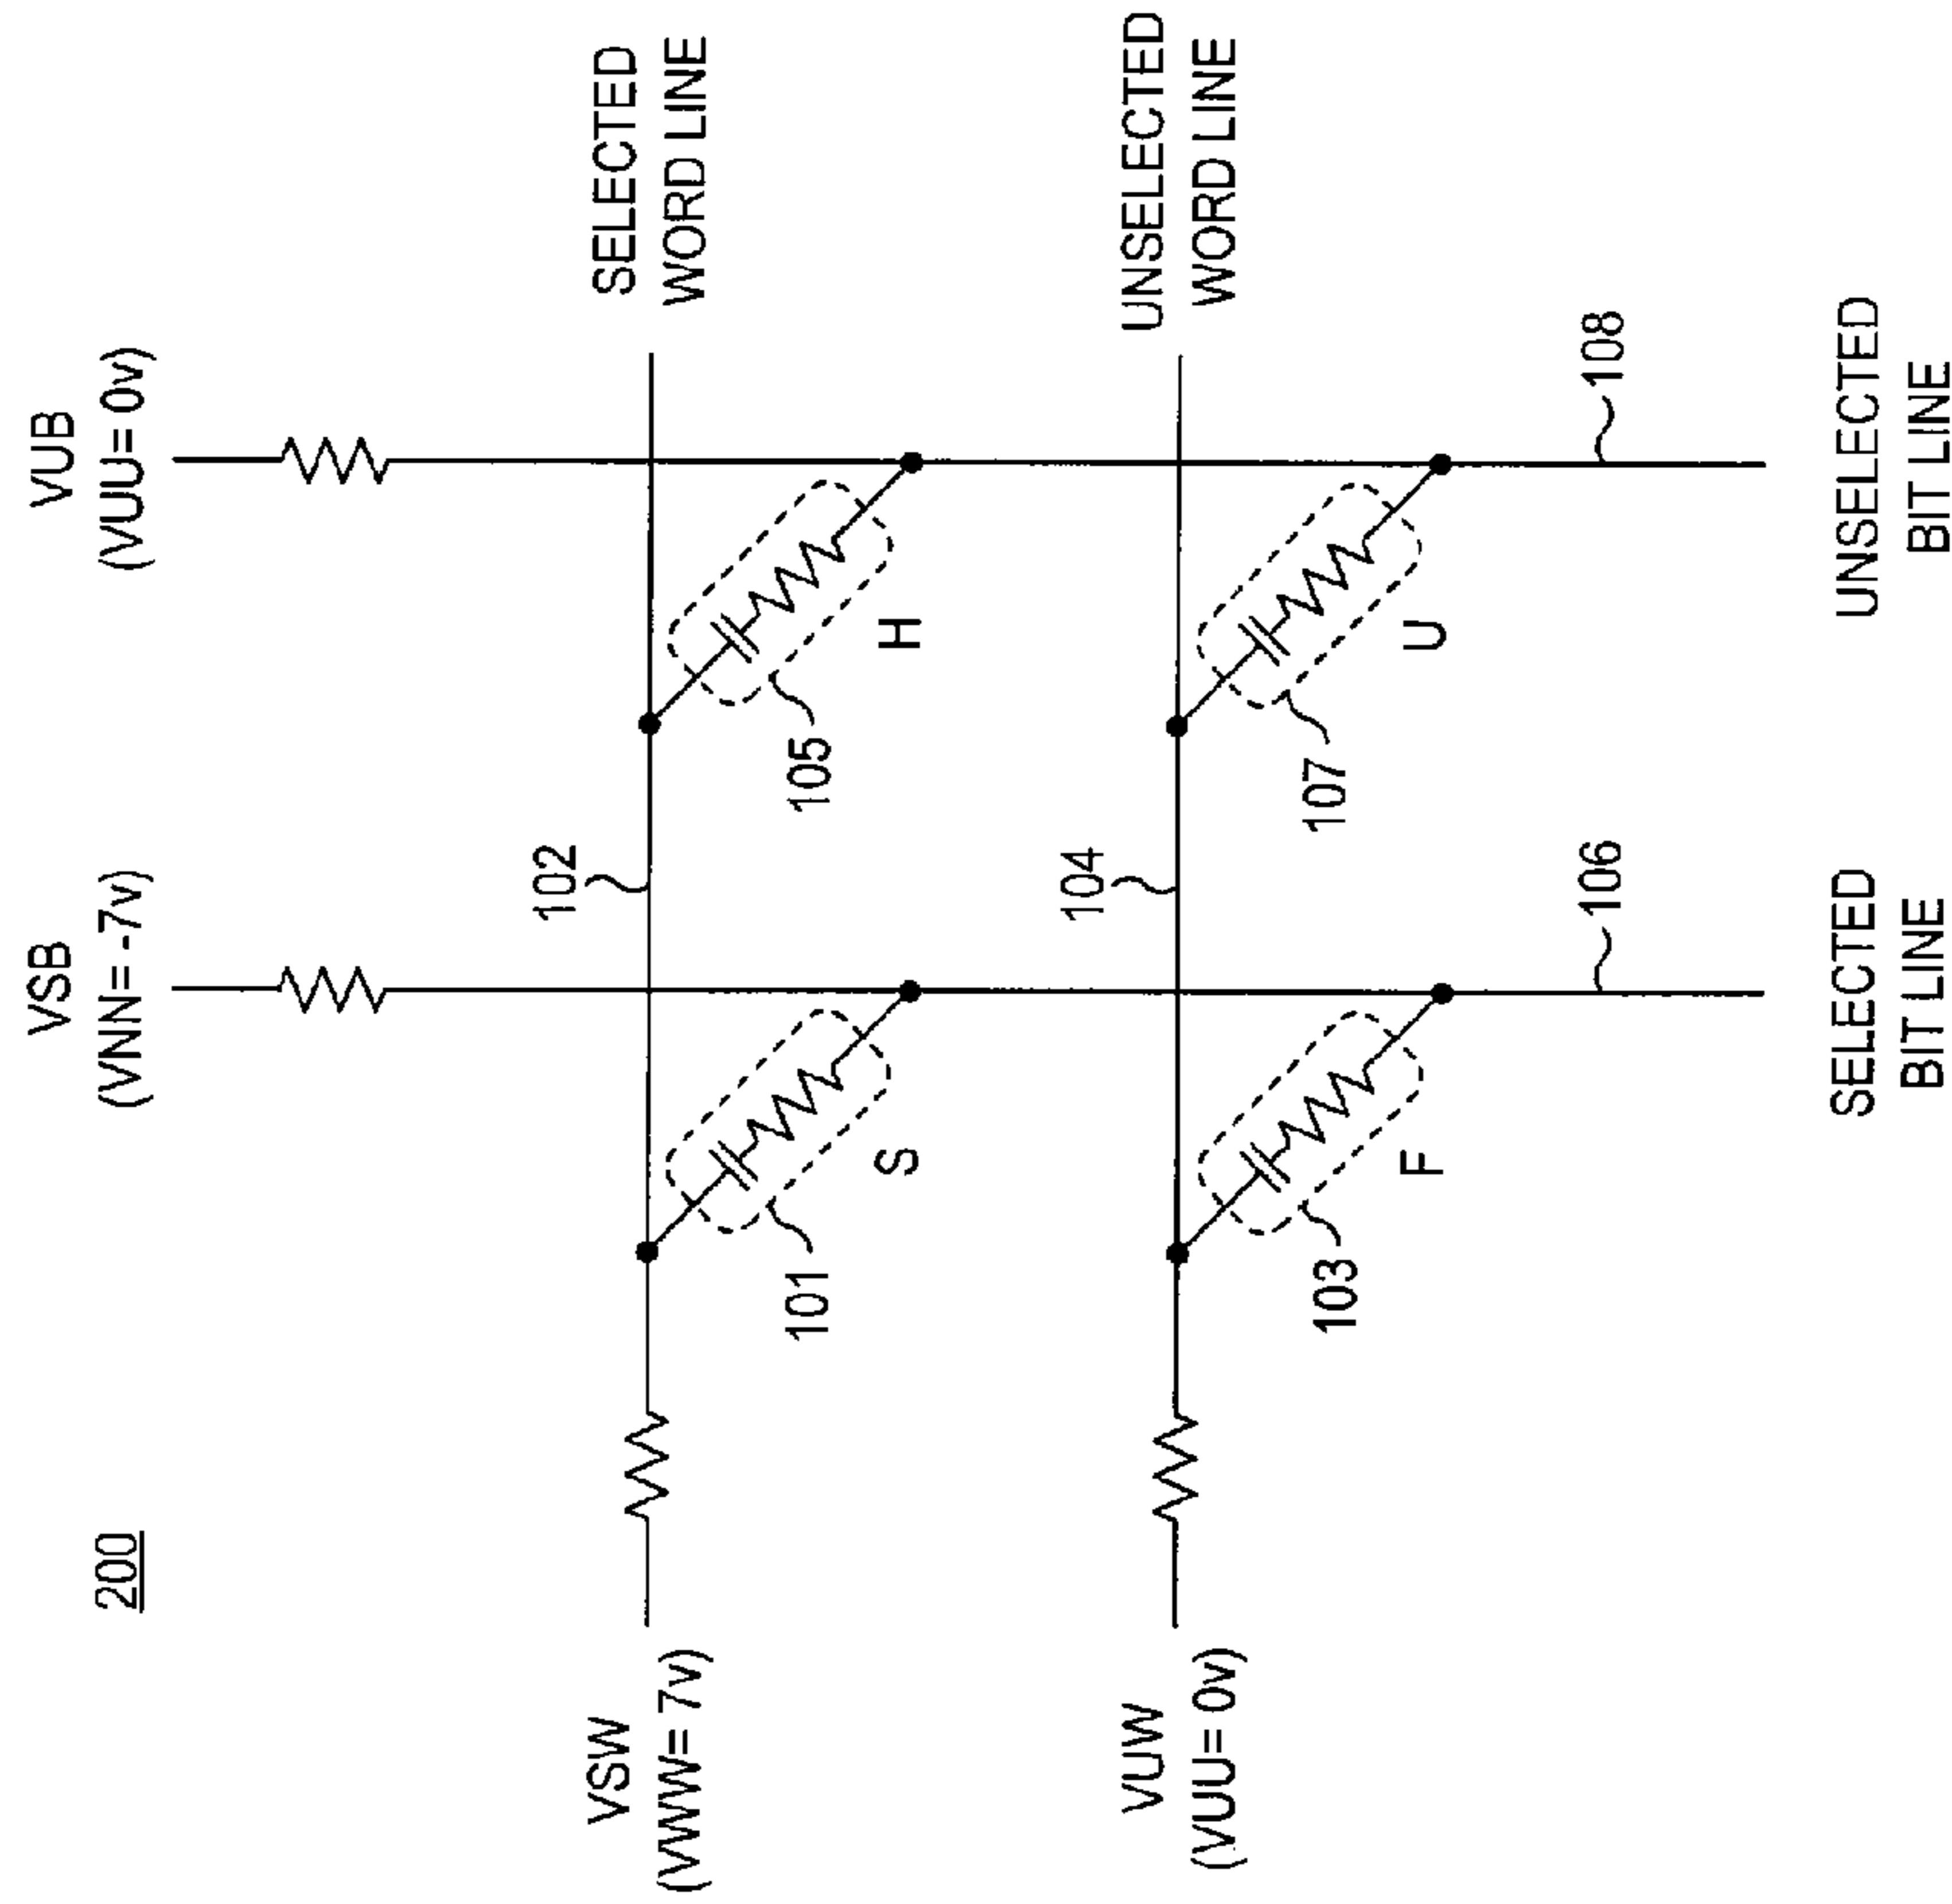 200
VSB
(VNN= -7v)
VUB
(VUU= 0v)
VSW
(VWW= 7v)
102
SELECTED
WORD LINE
101
S
105
H
VUW
(VUU= 0v)
104
UNSELECTED
WORD LINE
103
F
107
U
106
108
SELECTED
BIT LINE
UNSELECTED
BIT LINE